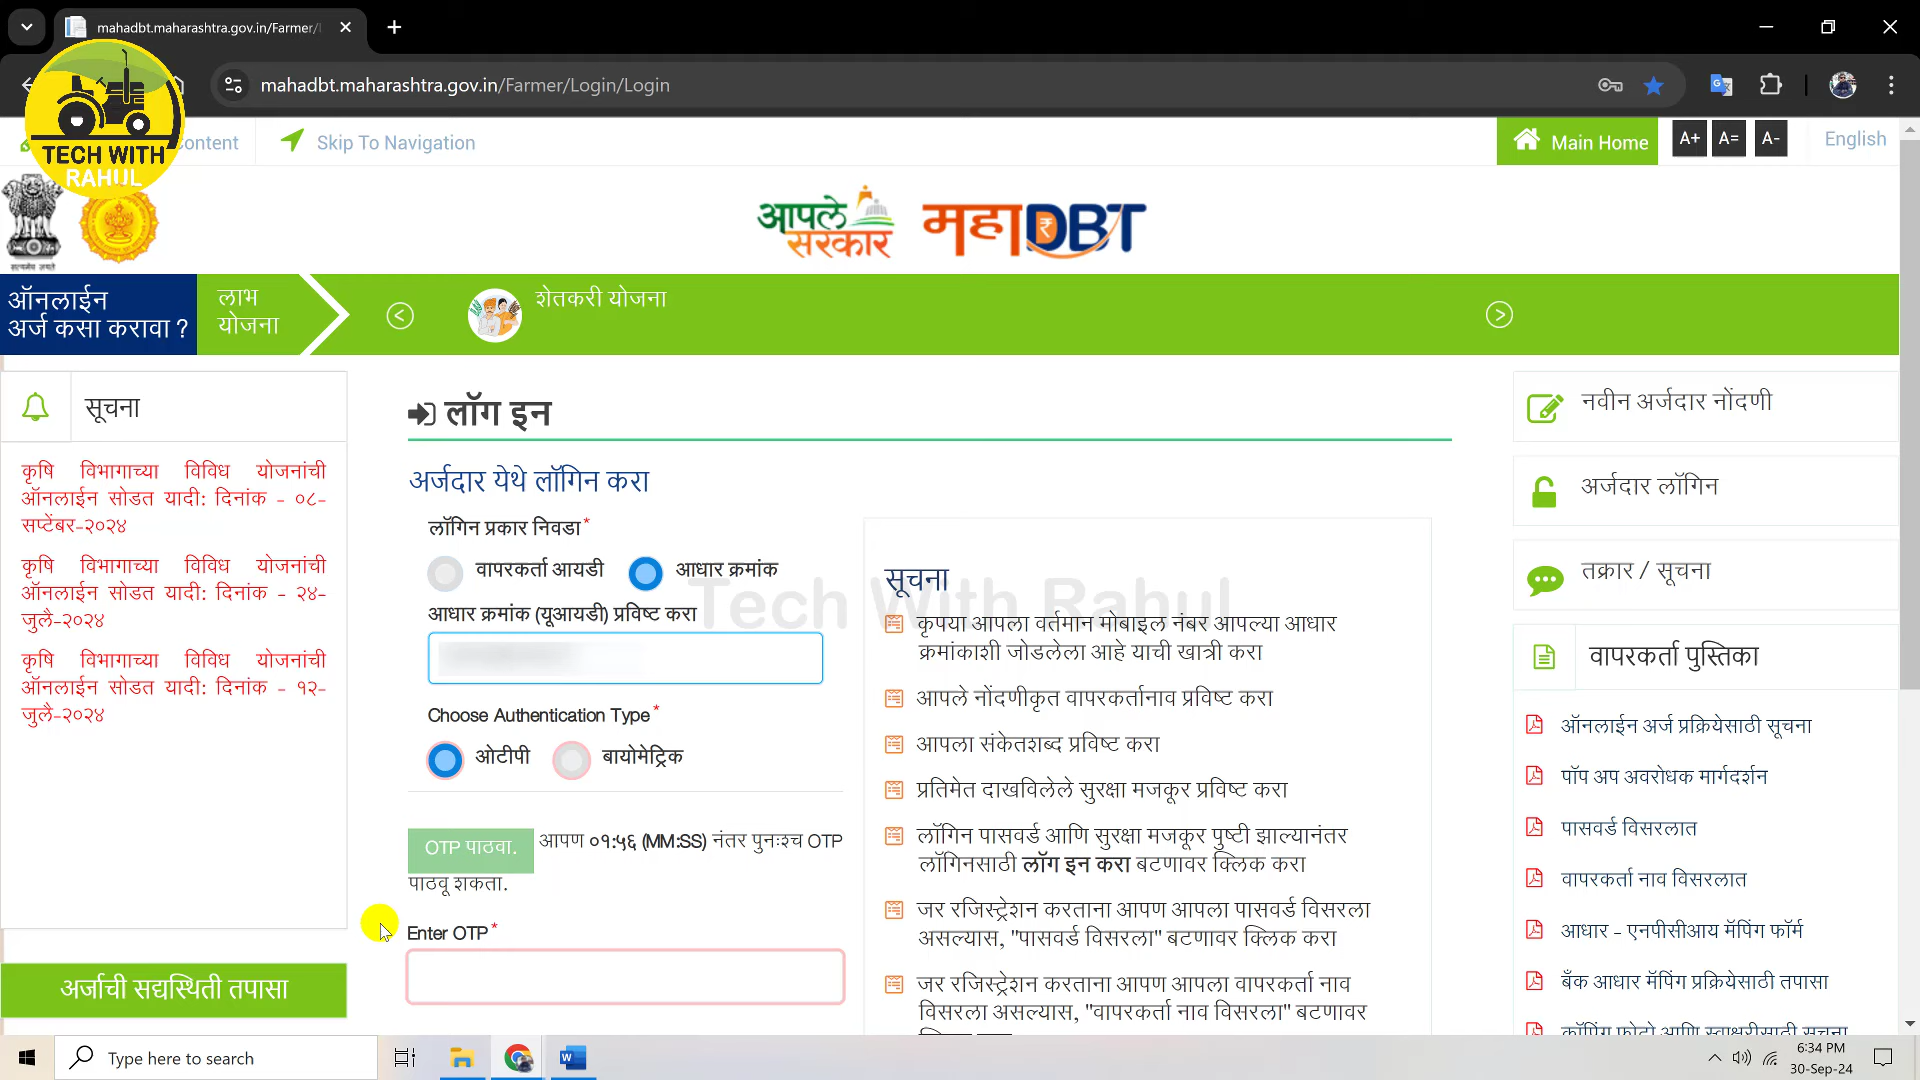 mahadbt.maharashtra.gov.in/Farmer/
mahadbt.maharashtra.gov.in/Farmer/Login/Login
TECH WITH
RAHUL
Content
Skip To Navigation
Main Home
A+
A=
A-
English
आपले
सरकार
महाDBT
ऑनलाईन
अर्ज कसा करावा ?
लाभ
योजना
शेतकरी योजना
सूचना
कृषि विभागाच्या विविध योजनांची
ऑनलाईन सोडत यादी: दिनांक - ०८-
सप्टेंबर-२०२४
कृषि विभागाच्या विविध योजनांची
ऑनलाईन सोडत यादी: दिनांक - २४-
जुलै-२०२४
कृषि विभागाच्या विविध योजनांची
ऑनलाईन सोडत यादी: दिनांक - १२-
जुलै-२०२४
अर्जाची सद्यस्थिती तपासा
लॉग इन
अर्जदार येथे लॉगिन करा
लॉगिन प्रकार निवडा*
वापरकर्ता आयडी
आधार क्रमांक
आधार क्रमांक (यूआयडी) प्रविष्ट करा
Choose Authentication Type *
ओटीपी
बायोमेट्रिक
OTP पाठवा.
आपण ०१:५६ (MM:SS) नंतर पुनःश्च OTP
पाठवू शकता.
Enter OTP *
Tech With Rahul
सूचना
कृपया आपला वर्तमान मोबाइल नंबर आपल्या आधार
क्रमांकाशी जोडलेला आहे याची खात्री करा
आपले नोंदणीकृत वापरकर्तानाव प्रविष्ट करा
आपला संकेतशब्द प्रविष्ट करा
प्रतिमेत दाखविलेले सुरक्षा मजकूर प्रविष्ट करा
लॉगिन पासवर्ड आणि सुरक्षा मजकूर पुष्टी झाल्यानंतर
लॉगिनसाठी लॉग इन करा बटणावर क्लिक करा
जर रजिस्ट्रेशन करताना आपण आपला पासवर्ड विसरला
असल्यास, "पासवर्ड विसरला" बटणावर क्लिक करा
जर रजिस्ट्रेशन करताना आपण आपला वापरकर्ता नाव
विसरला असल्यास, "वापरकर्ता नाव विसरला" बटणावर
नवीन अर्जदार नोंदणी
अर्जदार लॉगिन
तक्रार / सूचना
वापरकर्ता पुस्तिका
ऑनलाईन अर्ज प्रक्रियेसाठी सूचना
पॉप अप अवरोधक मार्गदर्शन
पासवर्ड विसरलात
वापरकर्ता नाव विसरलात
आधार - एनपीसीआय मॅपिंग फॉर्म
बँक आधार मॅपिंग प्रक्रियेसाठी तपासा
Type here to search
6:34 PM
30-Sep-24